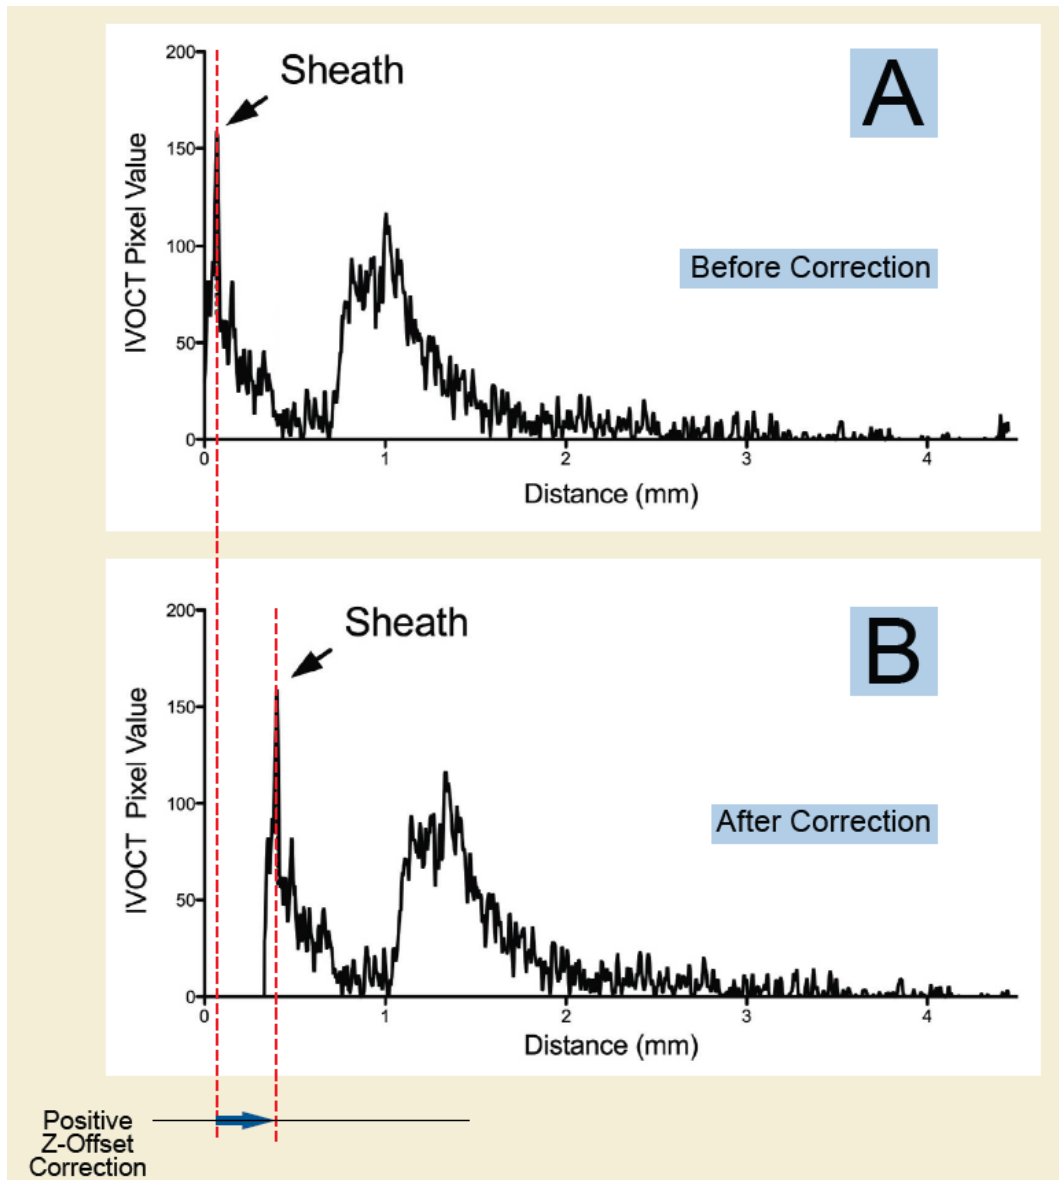 200
Sheath
A
150
IVOCT Pixel Value
100
Before Correction
50
0
0 1 2 3 4
Distance (mm)
200
Sheath
B
150
IVOCT Pixel Value
100
After Correction
50
0
0 1 2 3 4
Distance (mm)
Positive
Z-Offset
Correction